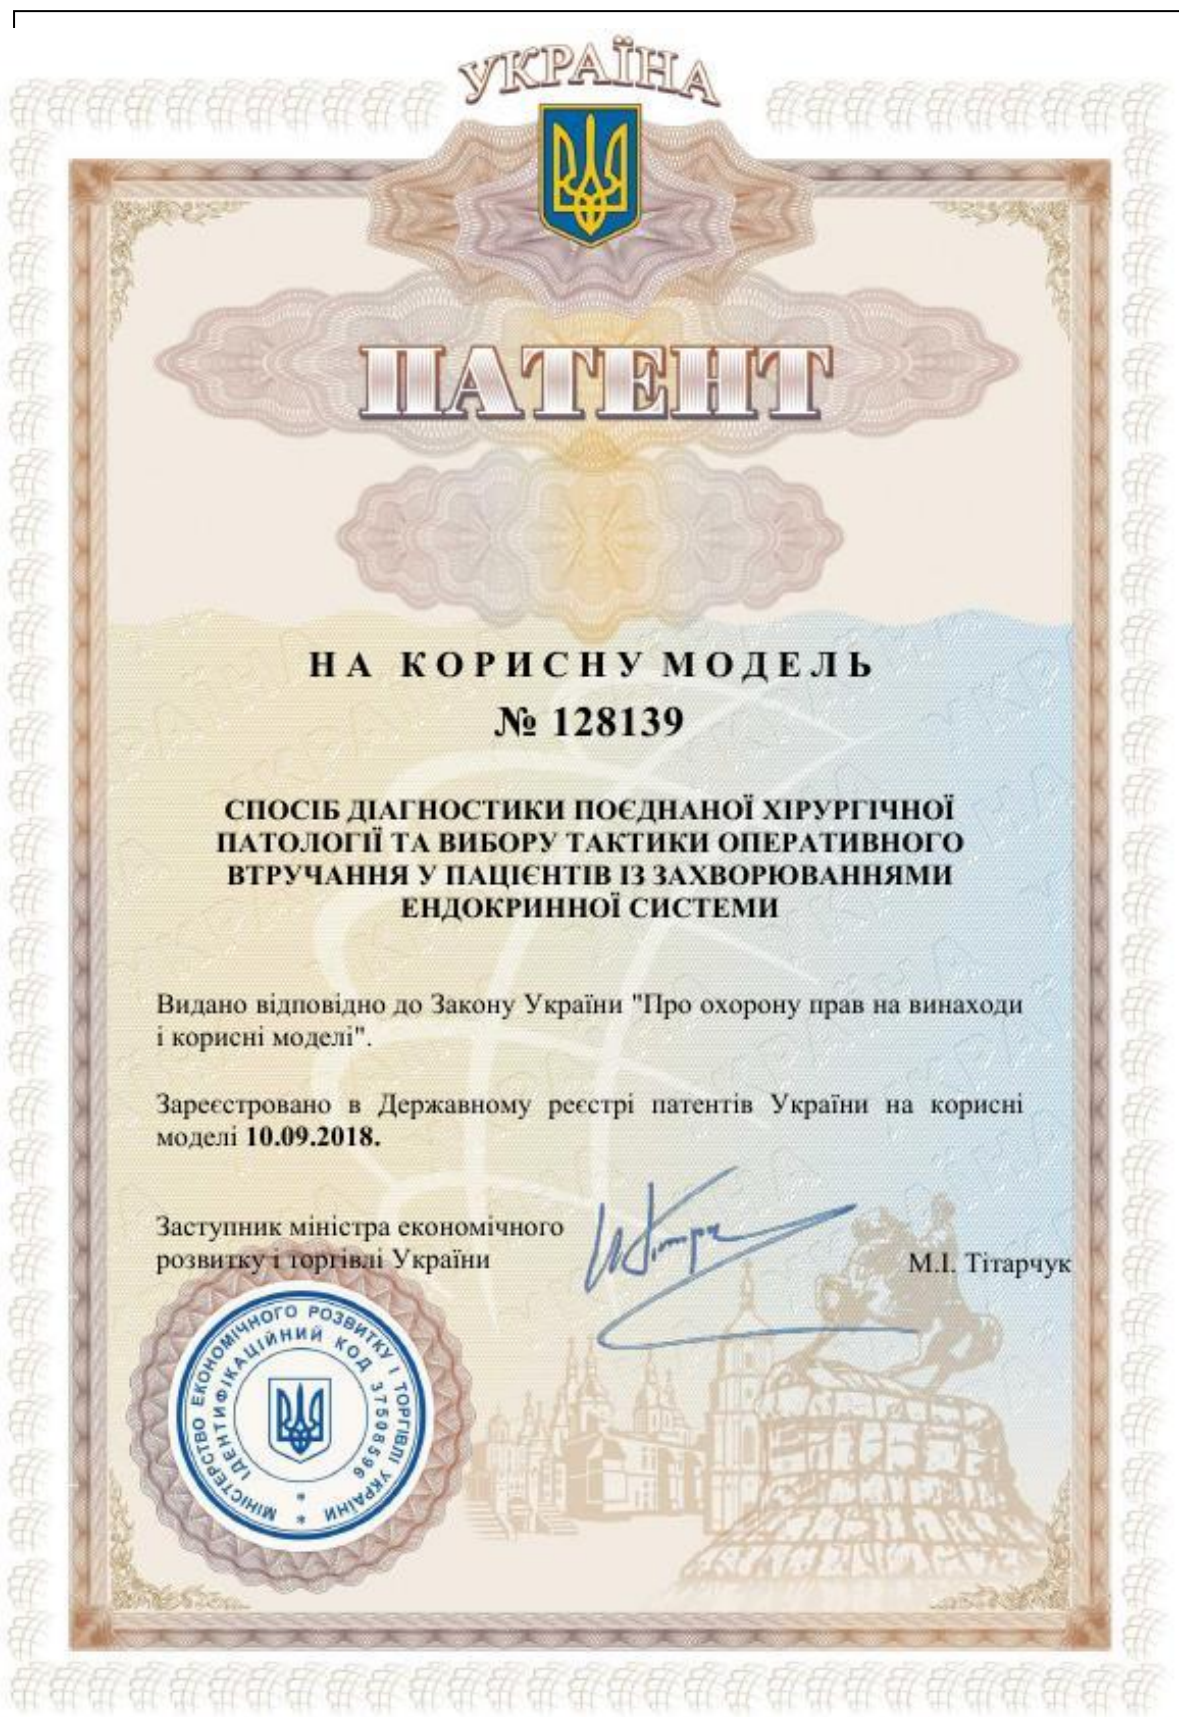 УКРАЇНА
ПАТЕНТ
НА КОРИСНУ МОДЕЛЬ
№ 128139
СПОСІБ ДІАГНОСТИКИ ПОЄДНАНОЇ ХІРУРГІЧНОЇ
ПАТОЛОГІЇ ТА ВИБОРУ ТАКТИКИ ОПЕРАТИВНОГО
ВТРУЧАННЯ У ПАЦІЄНТІВ ІЗ ЗАХВОРЮВАННЯМИ
ЕНДОКРИННОЇ СИСТЕМИ
Видано відповідно до Закону України "Про охорону прав на винаходи
і корисні моделі".
Зареєстровано в Державному реєстрі патентів України на корисні
моделі 10.09.2018.
Заступник міністра економічного
розвитку і торгівлі України
М.І. Тітарчук
МІНІСТЕРСТВО ЕКОНОМІЧНОГО РОЗВИТКУ І ТОРГІВЛІ УКРАЇНИ *
ІДЕНТИФІКАЦІЙНИЙ КОД 37508596 *